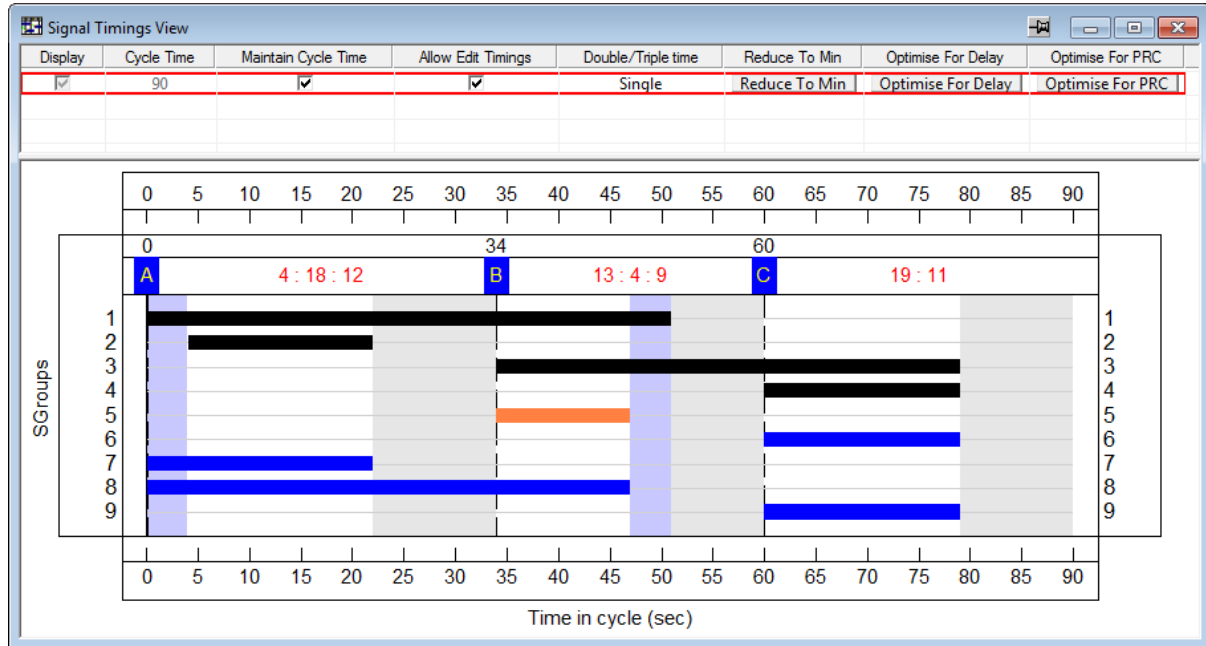 Signal Timings View
Display Cycle Time Maintain Cycle Time Allow Edit Timings Double/Triple time Reduce To Min Optimise For Delay Optimise For PRC
90 Single Reduce To Min Optimise For Delay Optimise For PRC
0 5 10 15 20 25 30 35 40 45 50 55 60 65 70 75 80 85 90
0 34 60
A 4 : 18 : 12 B 13 : 4 : 9 C 19 : 11
1 1
2 2
3 3
4 4
5 5
6 6
7 7
8 8
9 9
SGroups
0 5 10 15 20 25 30 35 40 45 50 55 60 65 70 75 80 85 90
Time in cycle (sec)